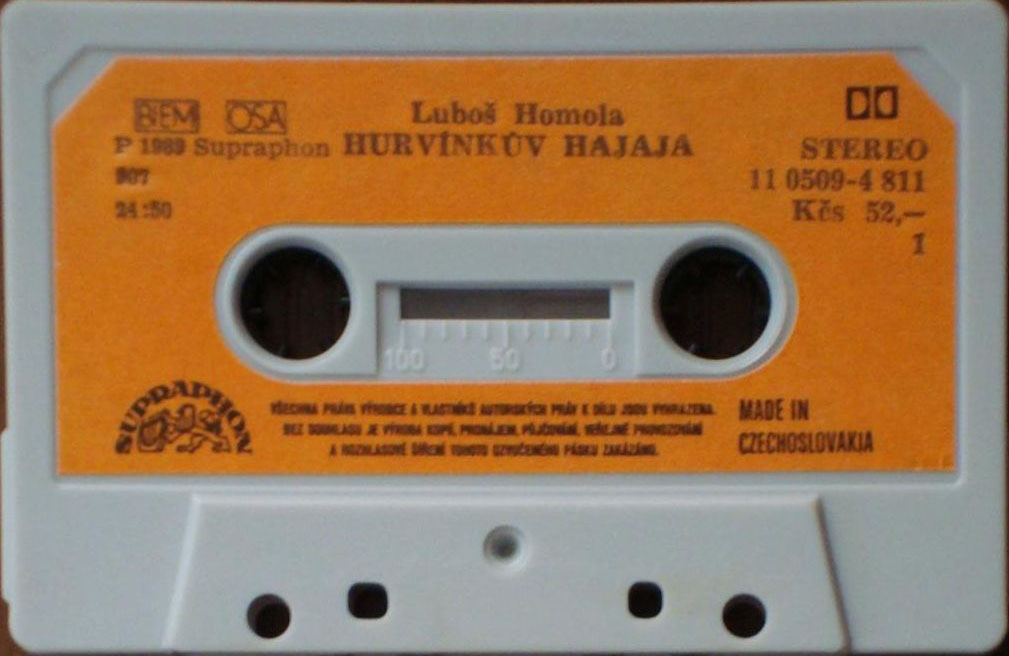 BIEM OSA
Luboš Homola
P 1989 Supraphon
HURVÍNKŮV HAJAJA
STEREO
907
11 0509-4 811
24:50
Kčs 52,—
1
100 50 0
SUPRAPHON
VŠECHNA PRÁVA VÝROBCE A VLASTNÍKŮ AUTORSKÝCH PRÁV K DÍLU JSOU VYHRAZENA.
BEZ SOUHLASU JE VÝROBA KOPIÍ, PRONÁJEM, PŮJČOVÁNÍ, VEŘEJNÉ PROVOZOVÁNÍ
A ROZHLASOVÉ ŠÍŘENÍ TOHOTO OZVUČENÉHO PÁSKU ZAKÁZÁNO.
MADE IN
CZECHOSLOVAKIA